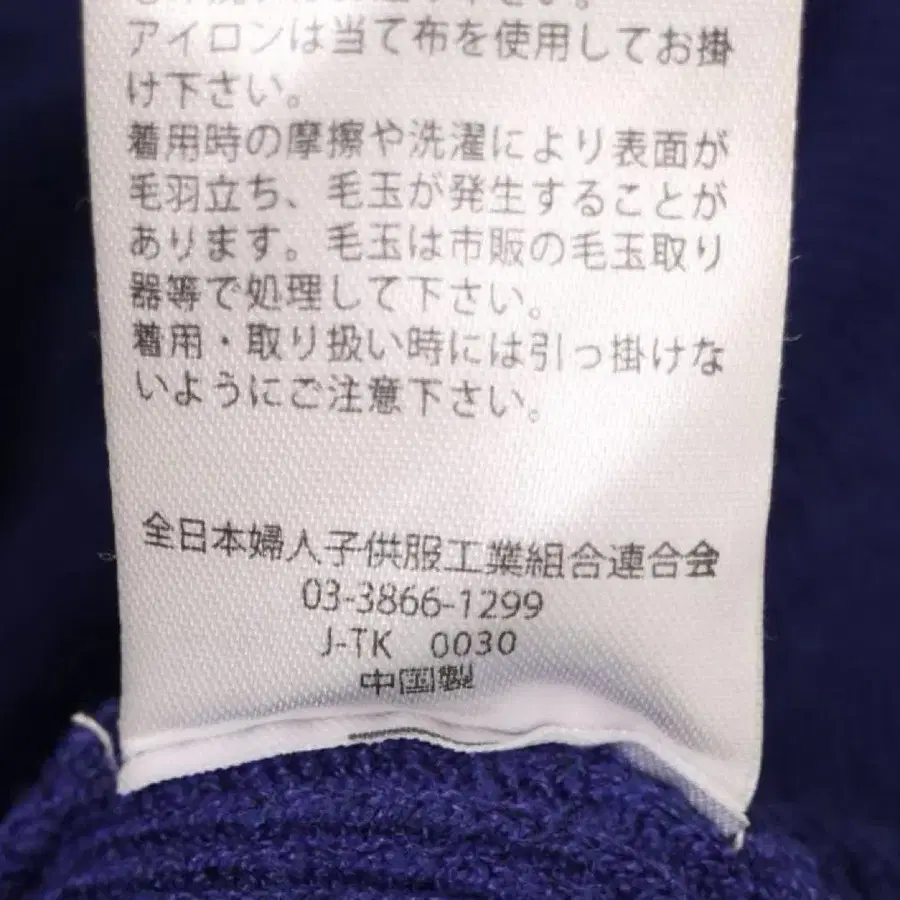 アイロンは当て布を使用してお掛
け下さい。
着用時の摩擦や洗濯により表面が
毛羽立ち、毛玉が発生することが
あります。毛玉は市販の毛玉取り
器等で処理して下さい。
着用・取り扱い時には引っ掛けな
いようにご注意下さい。
全日本婦人子供服工業組合連合会
03-3866-1299
J-TK 0030
中国製